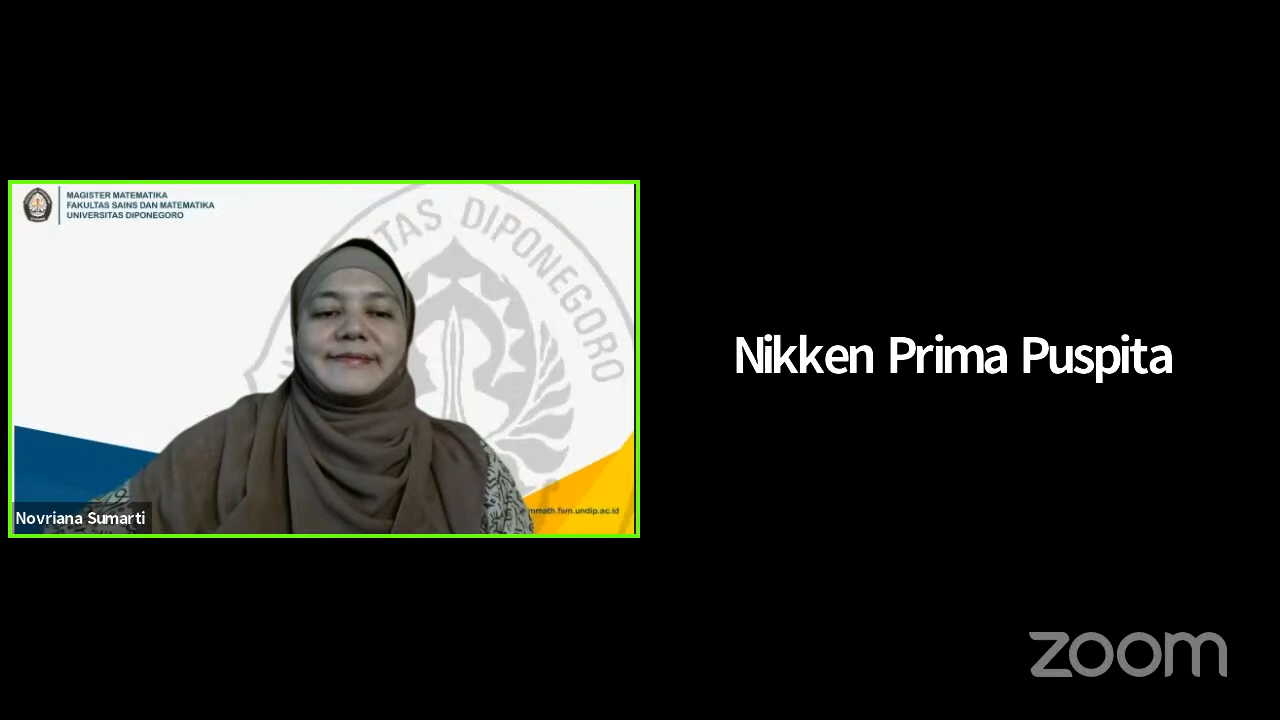 MAGISTER MATEMATIKA
FAKULTAS SAINS DAN MATEMATIKA
UNIVERSITAS DIPONEGORO
TAS DIPONEGORO
Nikken Prima Puspita
mmath.fsm.undip.ac.id
Novriana Sumarti
zoom